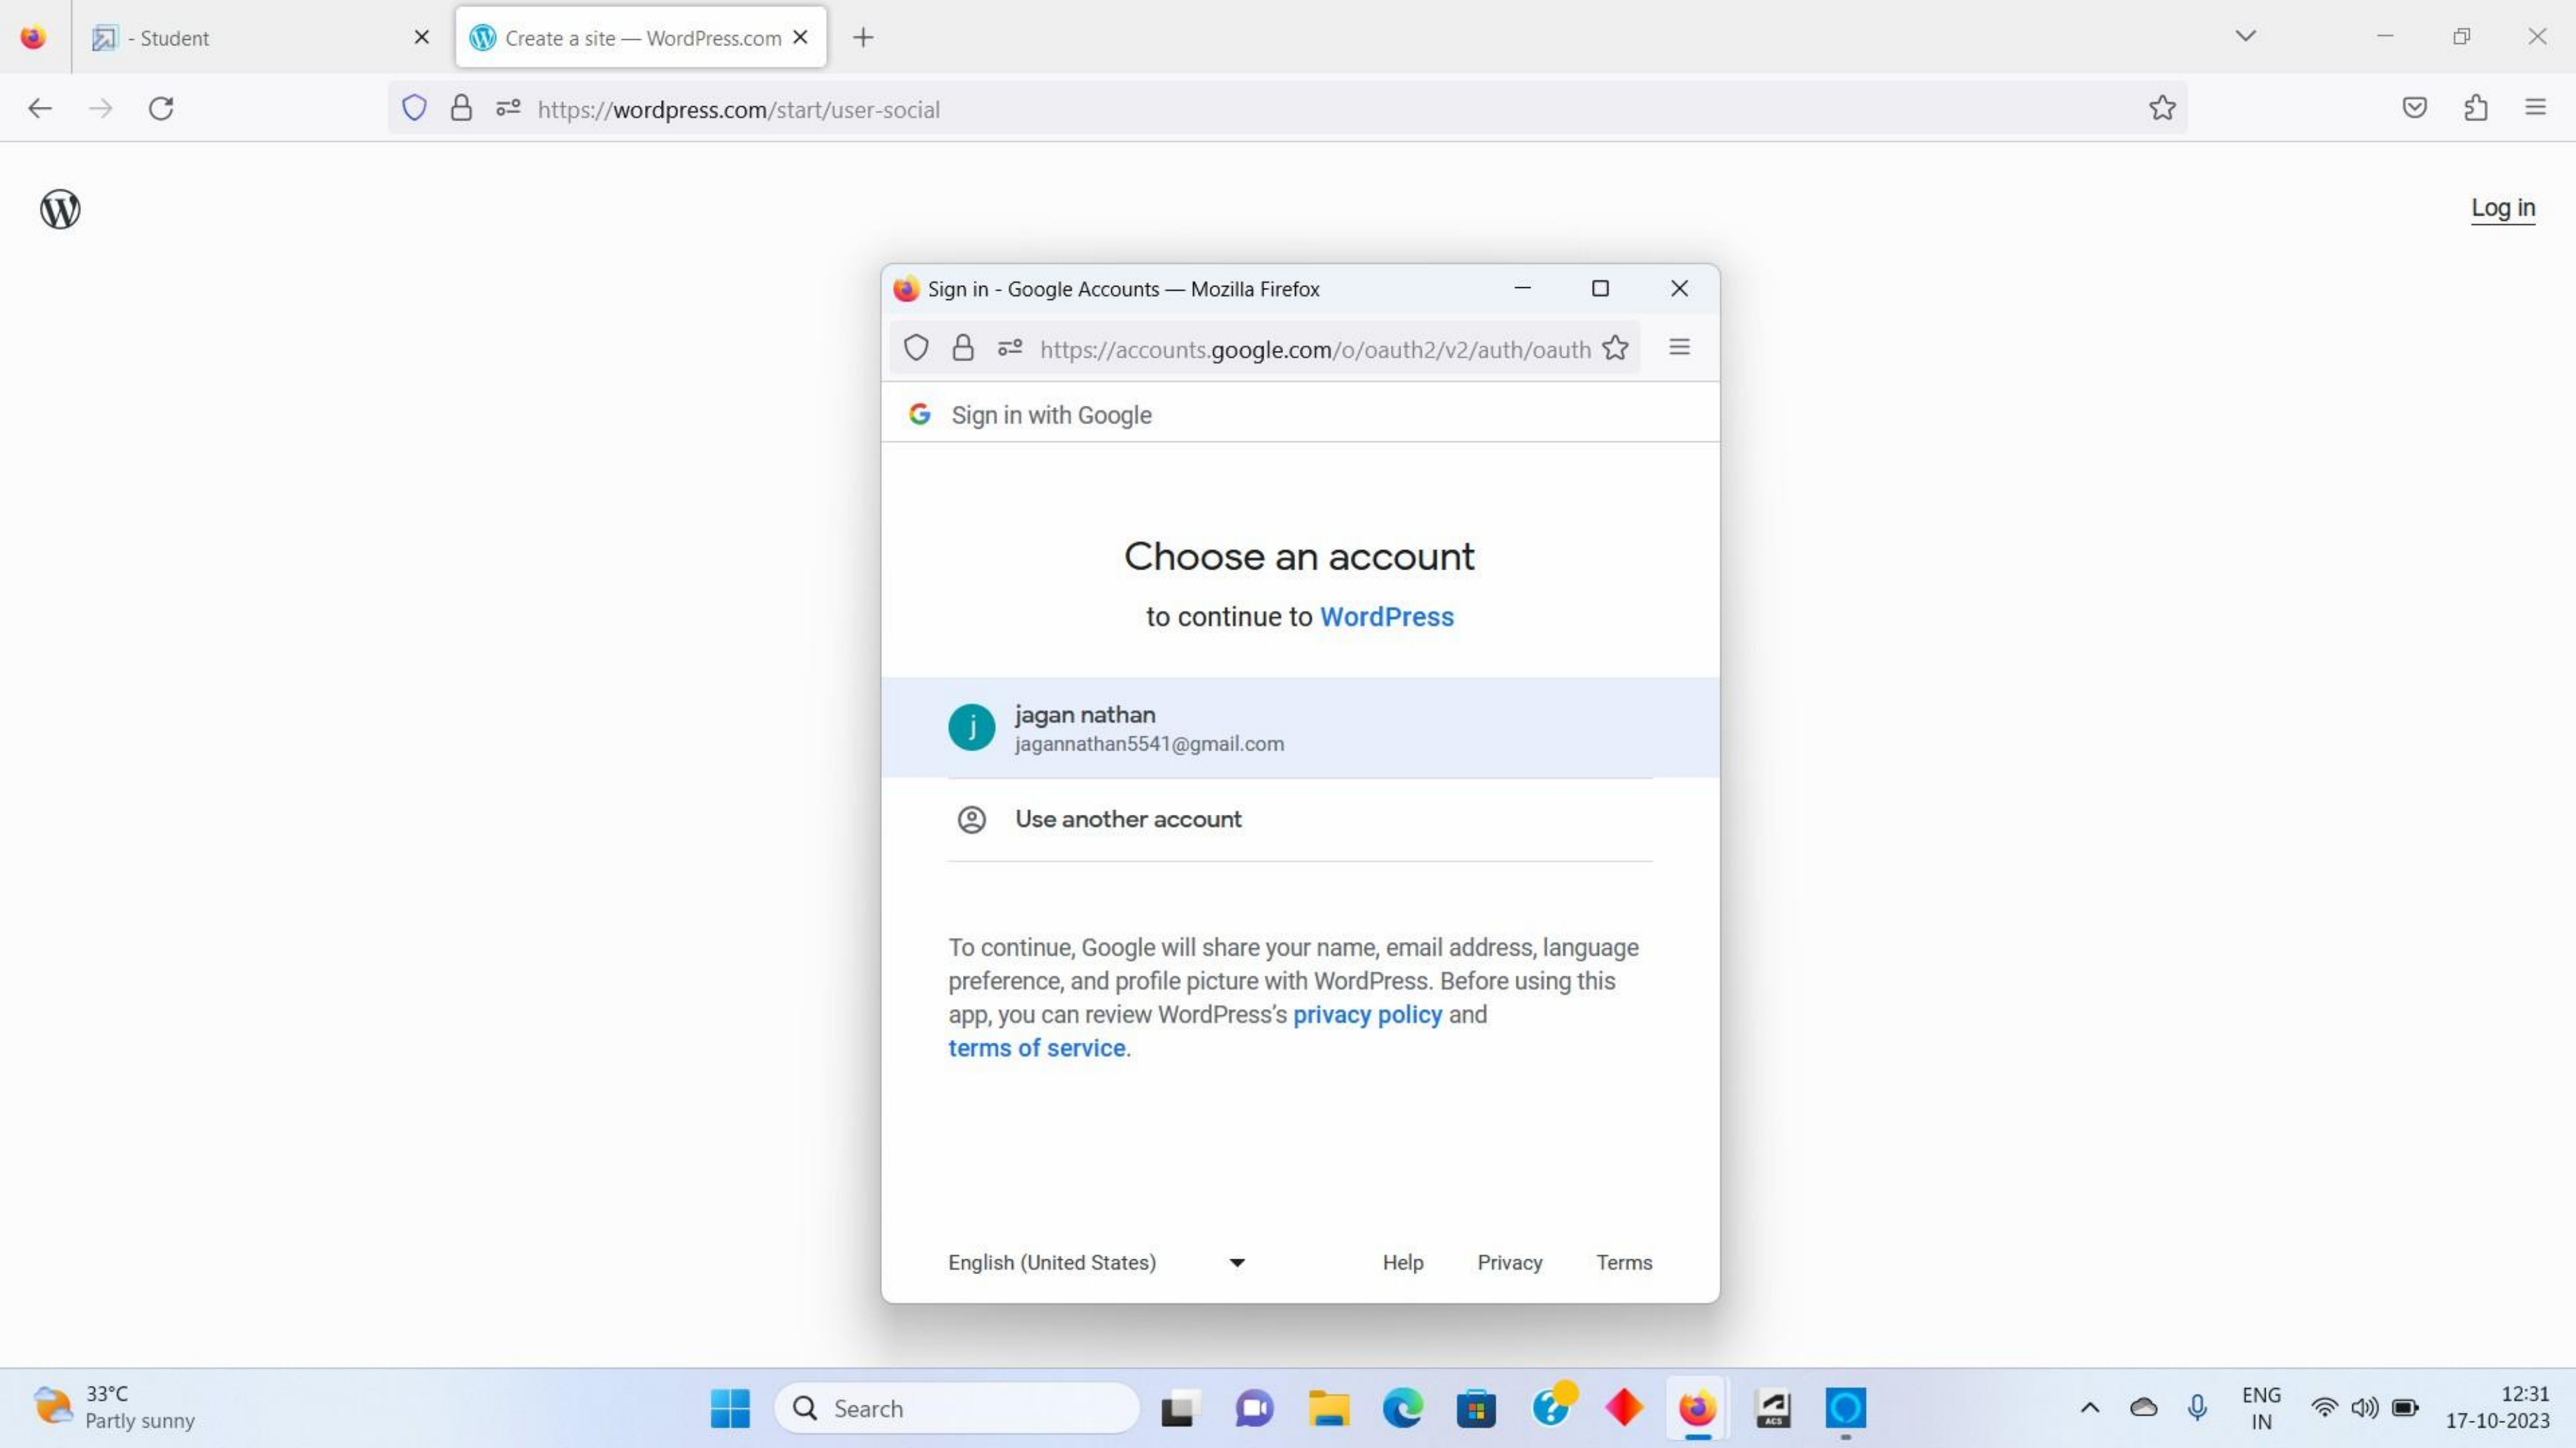 - Student
Create a site — WordPress.com
https://wordpress.com/start/user-social
Log in
Sign in - Google Accounts — Mozilla Firefox
https://accounts.google.com/o/oauth2/v2/auth/oauth
Sign in with Google
Choose an account
to continue to WordPress
j
jagan nathan
jagannathan5541@gmail.com
Use another account
To continue, Google will share your name, email address, language
preference, and profile picture with WordPress. Before using this
app, you can review WordPress's privacy policy and
terms of service.
English (United States)
Help
Privacy
Terms
33°C
Partly sunny
Search
ACS
ENG
IN
12:31
17-10-2023